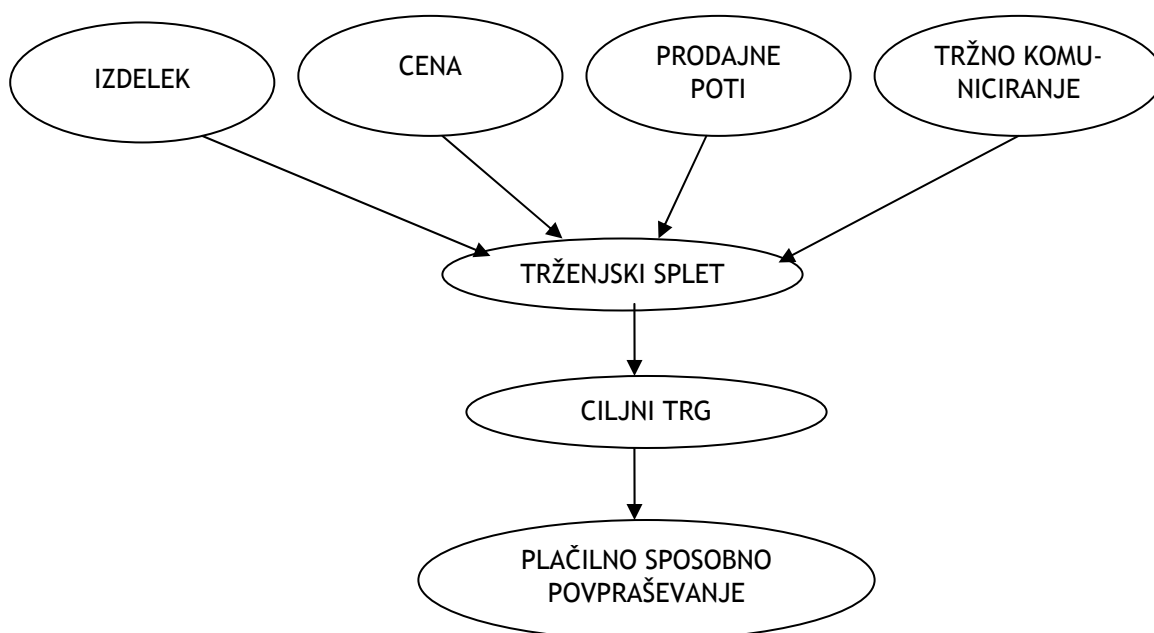 IZDELEK
CENA
PRODAJNE
POTI
TRŽNO KOMU-
NICIRANJE
TRŽENJSKI SPLET
CILJNI TRG
PLAČILNO SPOSOBNO
POVPRAŠEVANJE